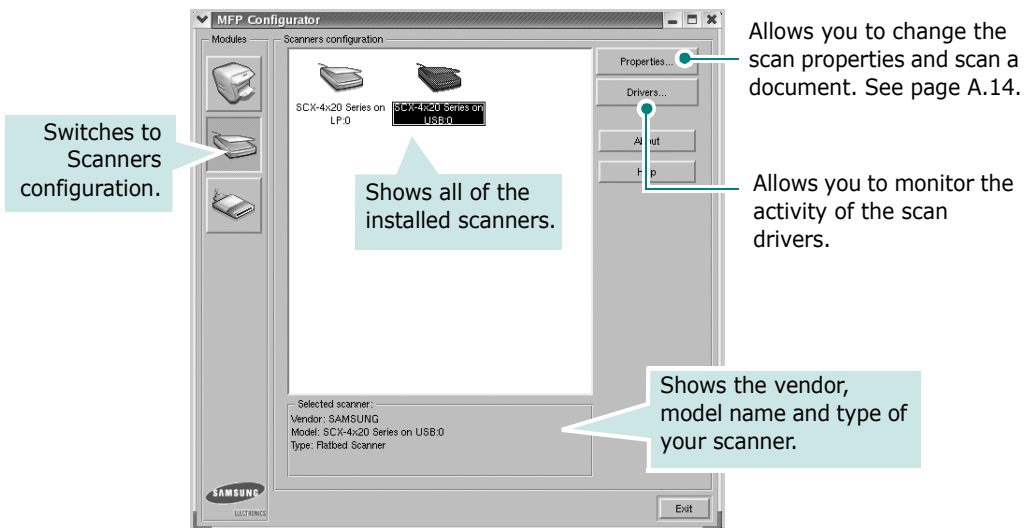 MFP Configurator
Modules
Scanners configuration
SCX-4x20 Series on
LP:0
SCX-4x20 Series on
USB:0
Properties...
Drivers...
About
Help
Allows you to change the
scan properties and scan a
document. See page A.14.
Switches to
Scanners
configuration.
Shows all of the
installed scanners.
Allows you to monitor the
activity of the scan
drivers.
Selected scanner:
Vendor: SAMSUNG
Model: SCX-4x20 Series on USB:0
Type: Flatbed Scanner
Shows the vendor,
model name and type of
your scanner.
SAMSUNG
ELECTRONICS
Exit